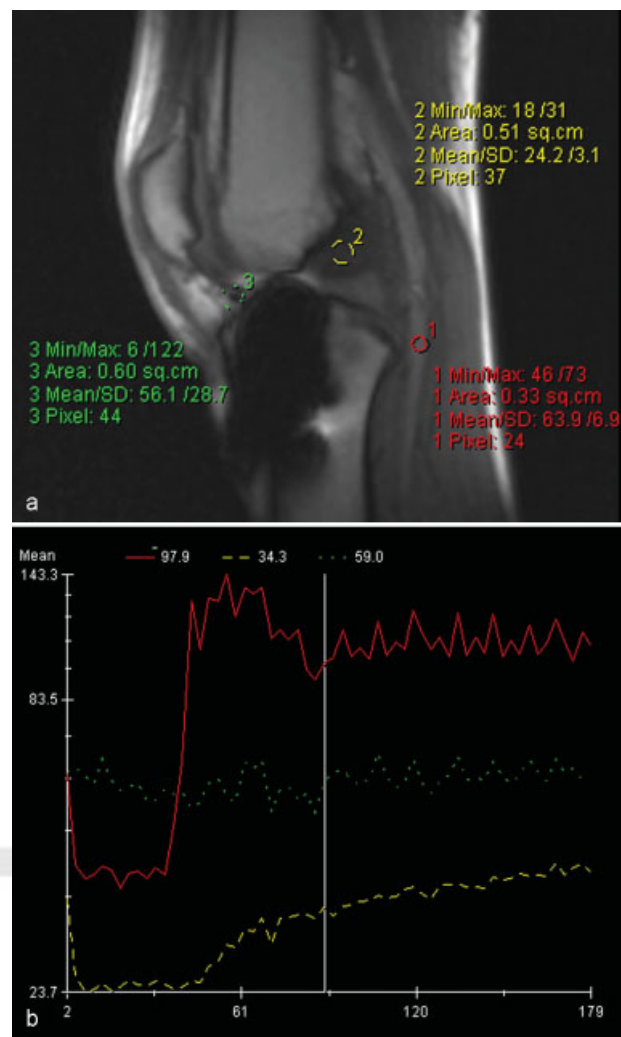 2 Min/Max: 18 /31
2 Area: 0.51 sq.cm
2 Mean/SD: 24.2 /3.1
2 Pixel: 37
2
3
1
3 Min/Max: 6 /122
3 Area: 0.60 sq.cm
3 Mean/SD: 56.1 /28.7
3 Pixel: 44
1 Min/Max: 46 /73
1 Area: 0.33 sq.cm
1 Mean/SD: 63.9 /6.9
1 Pixel: 24
a
Mean 97.9 34.3 59.0
143.3
83.5
23.7
2 61 120 179
b